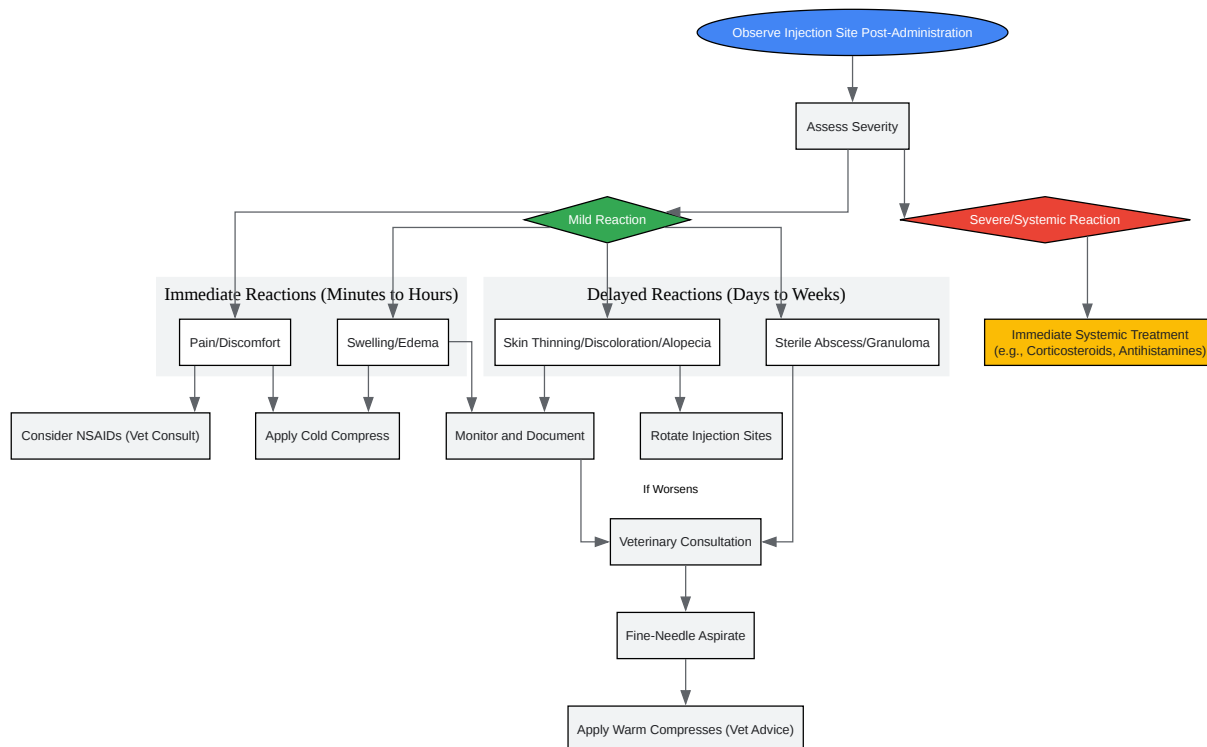 Observe Injection Site Post-Administration
Assess Severity
Mild Reaction
Severe/Systemic Reaction
Immediate Reactions (Minutes to Hours)
Delayed Reactions (Days to Weeks)
Pain/Discomfort
Swelling/Edema
Skin Thinning/Discoloration/Alopecia
Sterile Abscess/Granuloma
Immediate Systemic Treatment
(e.g., Corticosteroids, Antihistamines)
Consider NSAIDs (Vet Consult)
Apply Cold Compress
Monitor and Document
Rotate Injection Sites
If Worsens
Veterinary Consultation
Fine-Needle Aspirate
Apply Warm Compresses (Vet Advice)